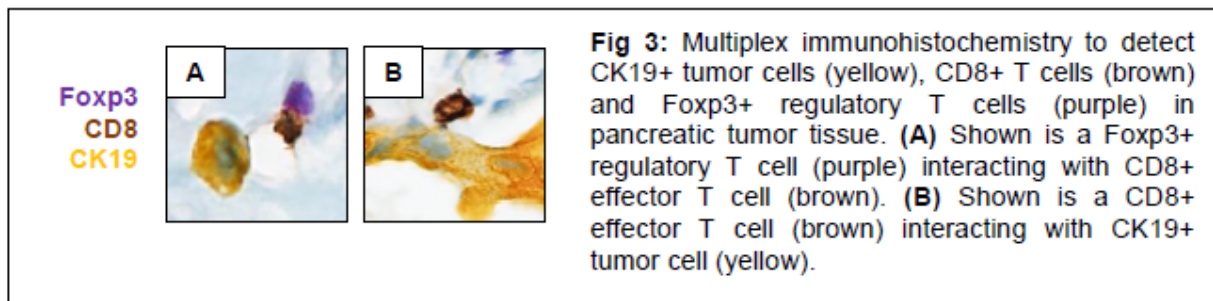 Foxp3
CD8
CK19
A
B
Fig 3: Multiplex immunohistochemistry to detect
CK19+ tumor cells (yellow), CD8+ T cells (brown)
and Foxp3+ regulatory T cells (purple) in
pancreatic tumor tissue. (A) Shown is a Foxp3+
regulatory T cell (purple) interacting with CD8+
effector T cell (brown). (B) Shown is a CD8+
effector T cell (brown) interacting with CK19+
tumor cell (yellow).